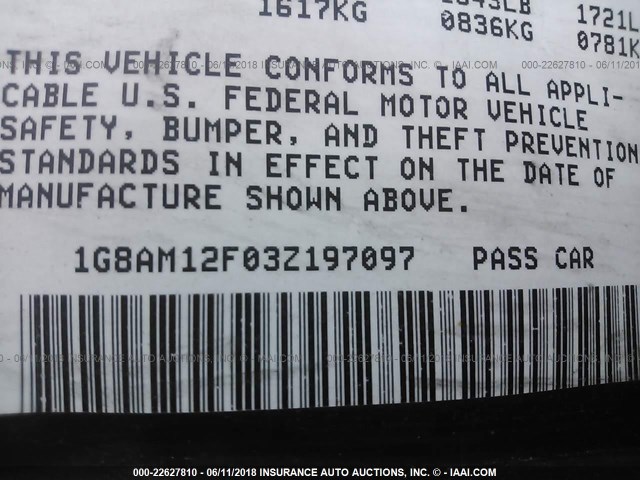 1617KG 0836KG 0781K
THIS VEHICLE CONFORMS TO ALL APPLI-
CABLE U.S. FEDERAL MOTOR VEHICLE
SAFETY, BUMPER, AND THEFT PREVENTION
STANDARDS IN EFFECT ON THE DATE OF
MANUFACTURE SHOWN ABOVE.
1G8AM12F03Z197097 PASS CAR
000-22627810 - 06/11/2018 INSURANCE AUTO AUCTIONS, INC. © - IAAI.COM